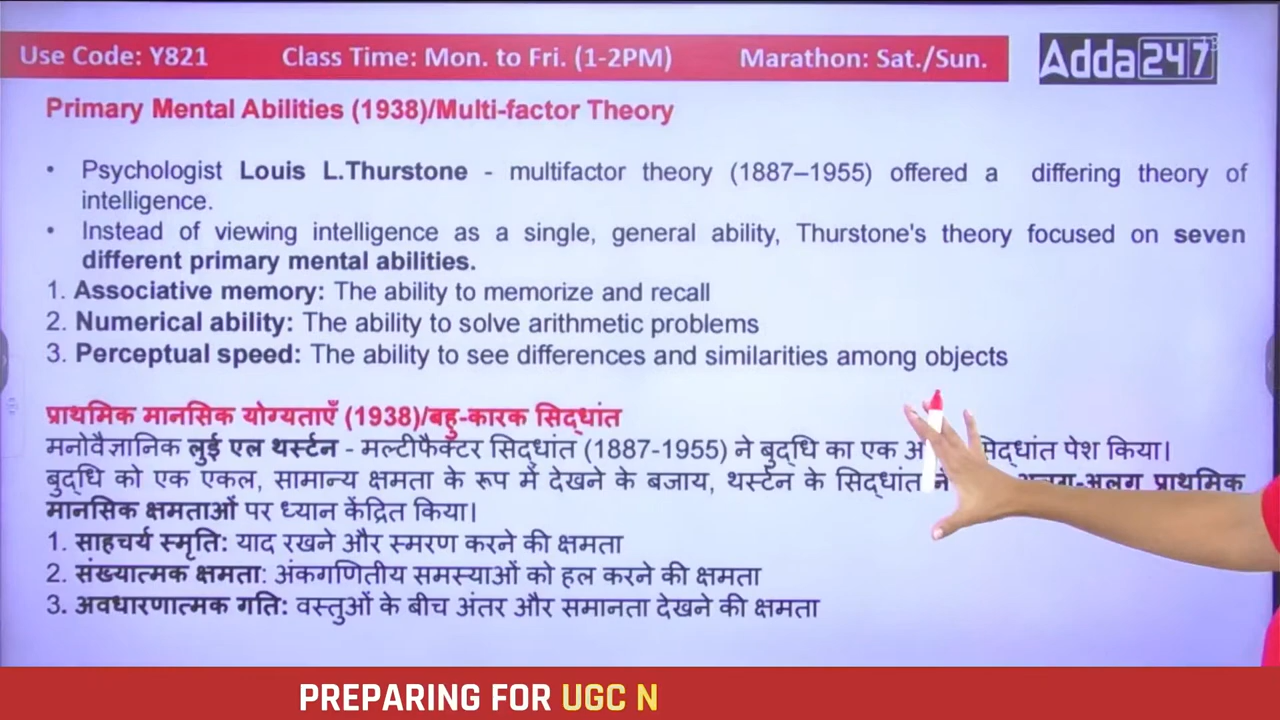 Use Code: Y821 Class Time: Mon. to Fri. (1-2PM) Marathon: Sat./Sun. Adda247
Primary Mental Abilities (1938)/Multi-factor Theory
• Psychologist Louis L.Thurstone - multifactor theory (1887–1955) offered a differing theory of
intelligence.
• Instead of viewing intelligence as a single, general ability, Thurstone's theory focused on seven
different primary mental abilities.
1. Associative memory: The ability to memorize and recall
2. Numerical ability: The ability to solve arithmetic problems
3. Perceptual speed: The ability to see differences and similarities among objects
प्राथमिक मानसिक योग्यताएँ (1938)/बहु-कारक सिद्धांत
मनोवैज्ञानिक लुई एल थर्स्टन - मल्टीफैक्टर सिद्धांत (1887-1955) ने बुद्धि का एक सिद्धांत पेश किया।
बुद्धि को एक एकल, सामान्य क्षमता के रूप में देखने के बजाय, थर्स्टन के सिद्धांत ने अलग-अलग प्राथमिक
मानसिक क्षमताओं पर ध्यान केंद्रित किया।
1. साहचर्य स्मृति: याद रखने और स्मरण करने की क्षमता
2. संख्यात्मक क्षमता: अंकगणितीय समस्याओं को हल करने की क्षमता
3. अवधारणात्मक गति: वस्तुओं के बीच अंतर और समानता देखने की क्षमता
PREPARING FOR UGC N